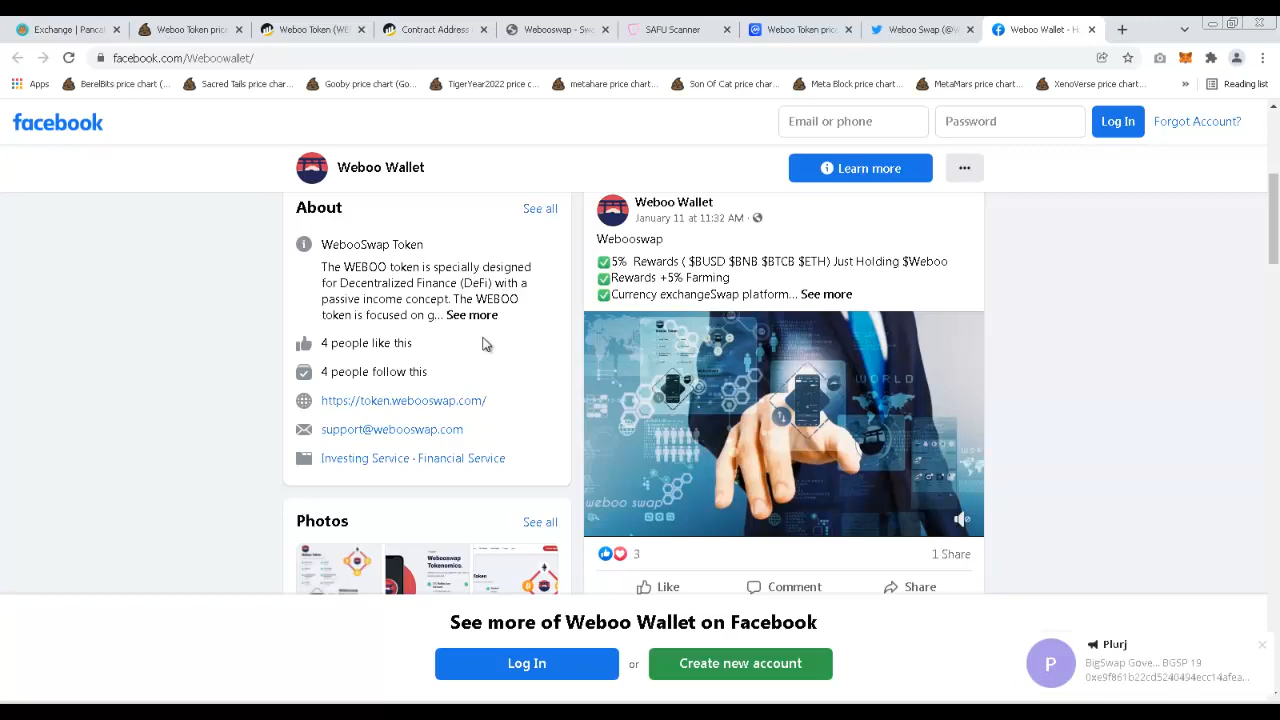 Exchange | Panca
Weboo Token price
Weboo Token (WE
Contract Address
Webooswap - Swa
SAFU Scanner
Weboo Token pric
Weboo Swap (@W
Weboo Wallet - H
facebook.com/Weboowallet/
Apps
BerelBits price chart (...
Sacred Tails price char...
Gooby price chart (Go...
TigerYear2022 price c...
metahare price chart...
Son Of Cat price chart...
Meta Block price chart...
MetaMars price chart...
XenoVerse price chart...
»
Reading list
facebook
Email or phone
Password
Log In
Forgot Account?
Weboo Wallet
Learn more
About
See all
WebooSwap Token
The WEBOO token is specially designed
for Decentralized Finance (DeFi) with a
passive income concept. The WEBOO
token is focused on g... See more
4 people like this
4 people follow this
https://token.webooswap.com/
support@webooswap.com
Investing Service · Financial Service
Photos
See all
Webooswap
Tokenomics.
Token
Weboo Wallet
January 11 at 11:32 AM ·
Webooswap
✅5% Rewards ( $BUSD $BNB $BTCB $ETH) Just Holding $Weboo
✅Rewards +5% Farming
✅Currency exchangeSwap platform... See more
WORLD
weboo swap
3
1 Share
Like
Comment
Share
See more of Weboo Wallet on Facebook
Log In
or
Create new account
P
Plurj
BigSwap Gove... BGSP 19
0xe9f861b22cd5240494ecc14afea...